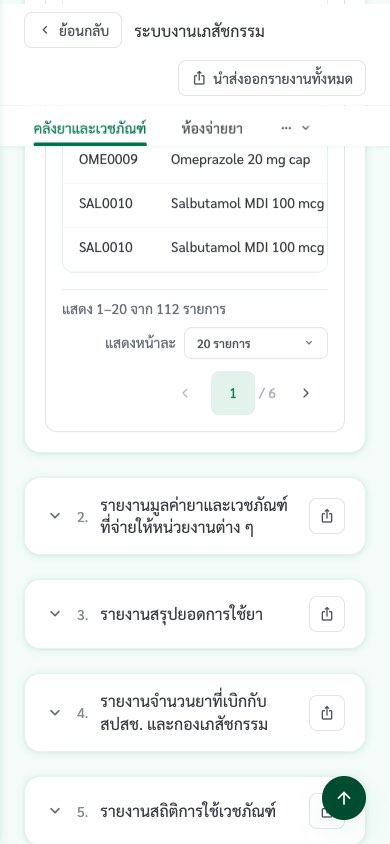 ย้อนกลับ ระบบงานเภสัชกรรม
นำส่งออกรายงานทั้งหมด
คลังยาและเวชภัณฑ์ ห้องจ่ายยา ...
OME0009 Omeprazole 20 mg cap
SAL0010 Salbutamol MDI 100 mcg
SAL0010 Salbutamol MDI 100 mcg
แสดง 1–20 จาก 112 รายการ
แสดงหน้าละ 20 รายการ
1 / 6
2. รายงานมูลค่ายาและเวชภัณฑ์
ที่จ่ายให้หน่วยงานต่าง ๆ
3. รายงานสรุปยอดการใช้ยา
4. รายงานจำนวนยาที่เบิกกับ
สปสช. และกองเภสัชกรรม
5. รายงานสถิติการใช้เวชภัณฑ์